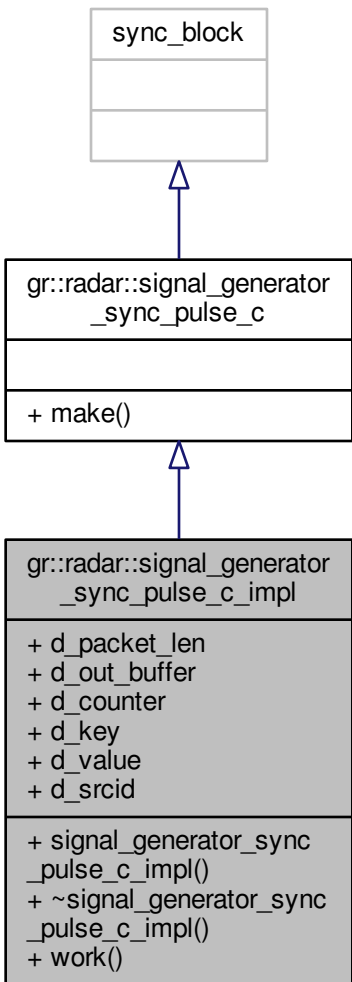 sync_block
gr::radar::signal_generator
_sync_pulse_c
+ make()
gr::radar::signal_generator
_sync_pulse_c_impl
+ d_packet_len
+ d_out_buffer
+ d_counter
+ d_key
+ d_value
+ d_srcid
+ signal_generator_sync
_pulse_c_impl()
+ ~signal_generator_sync
_pulse_c_impl()
+ work()